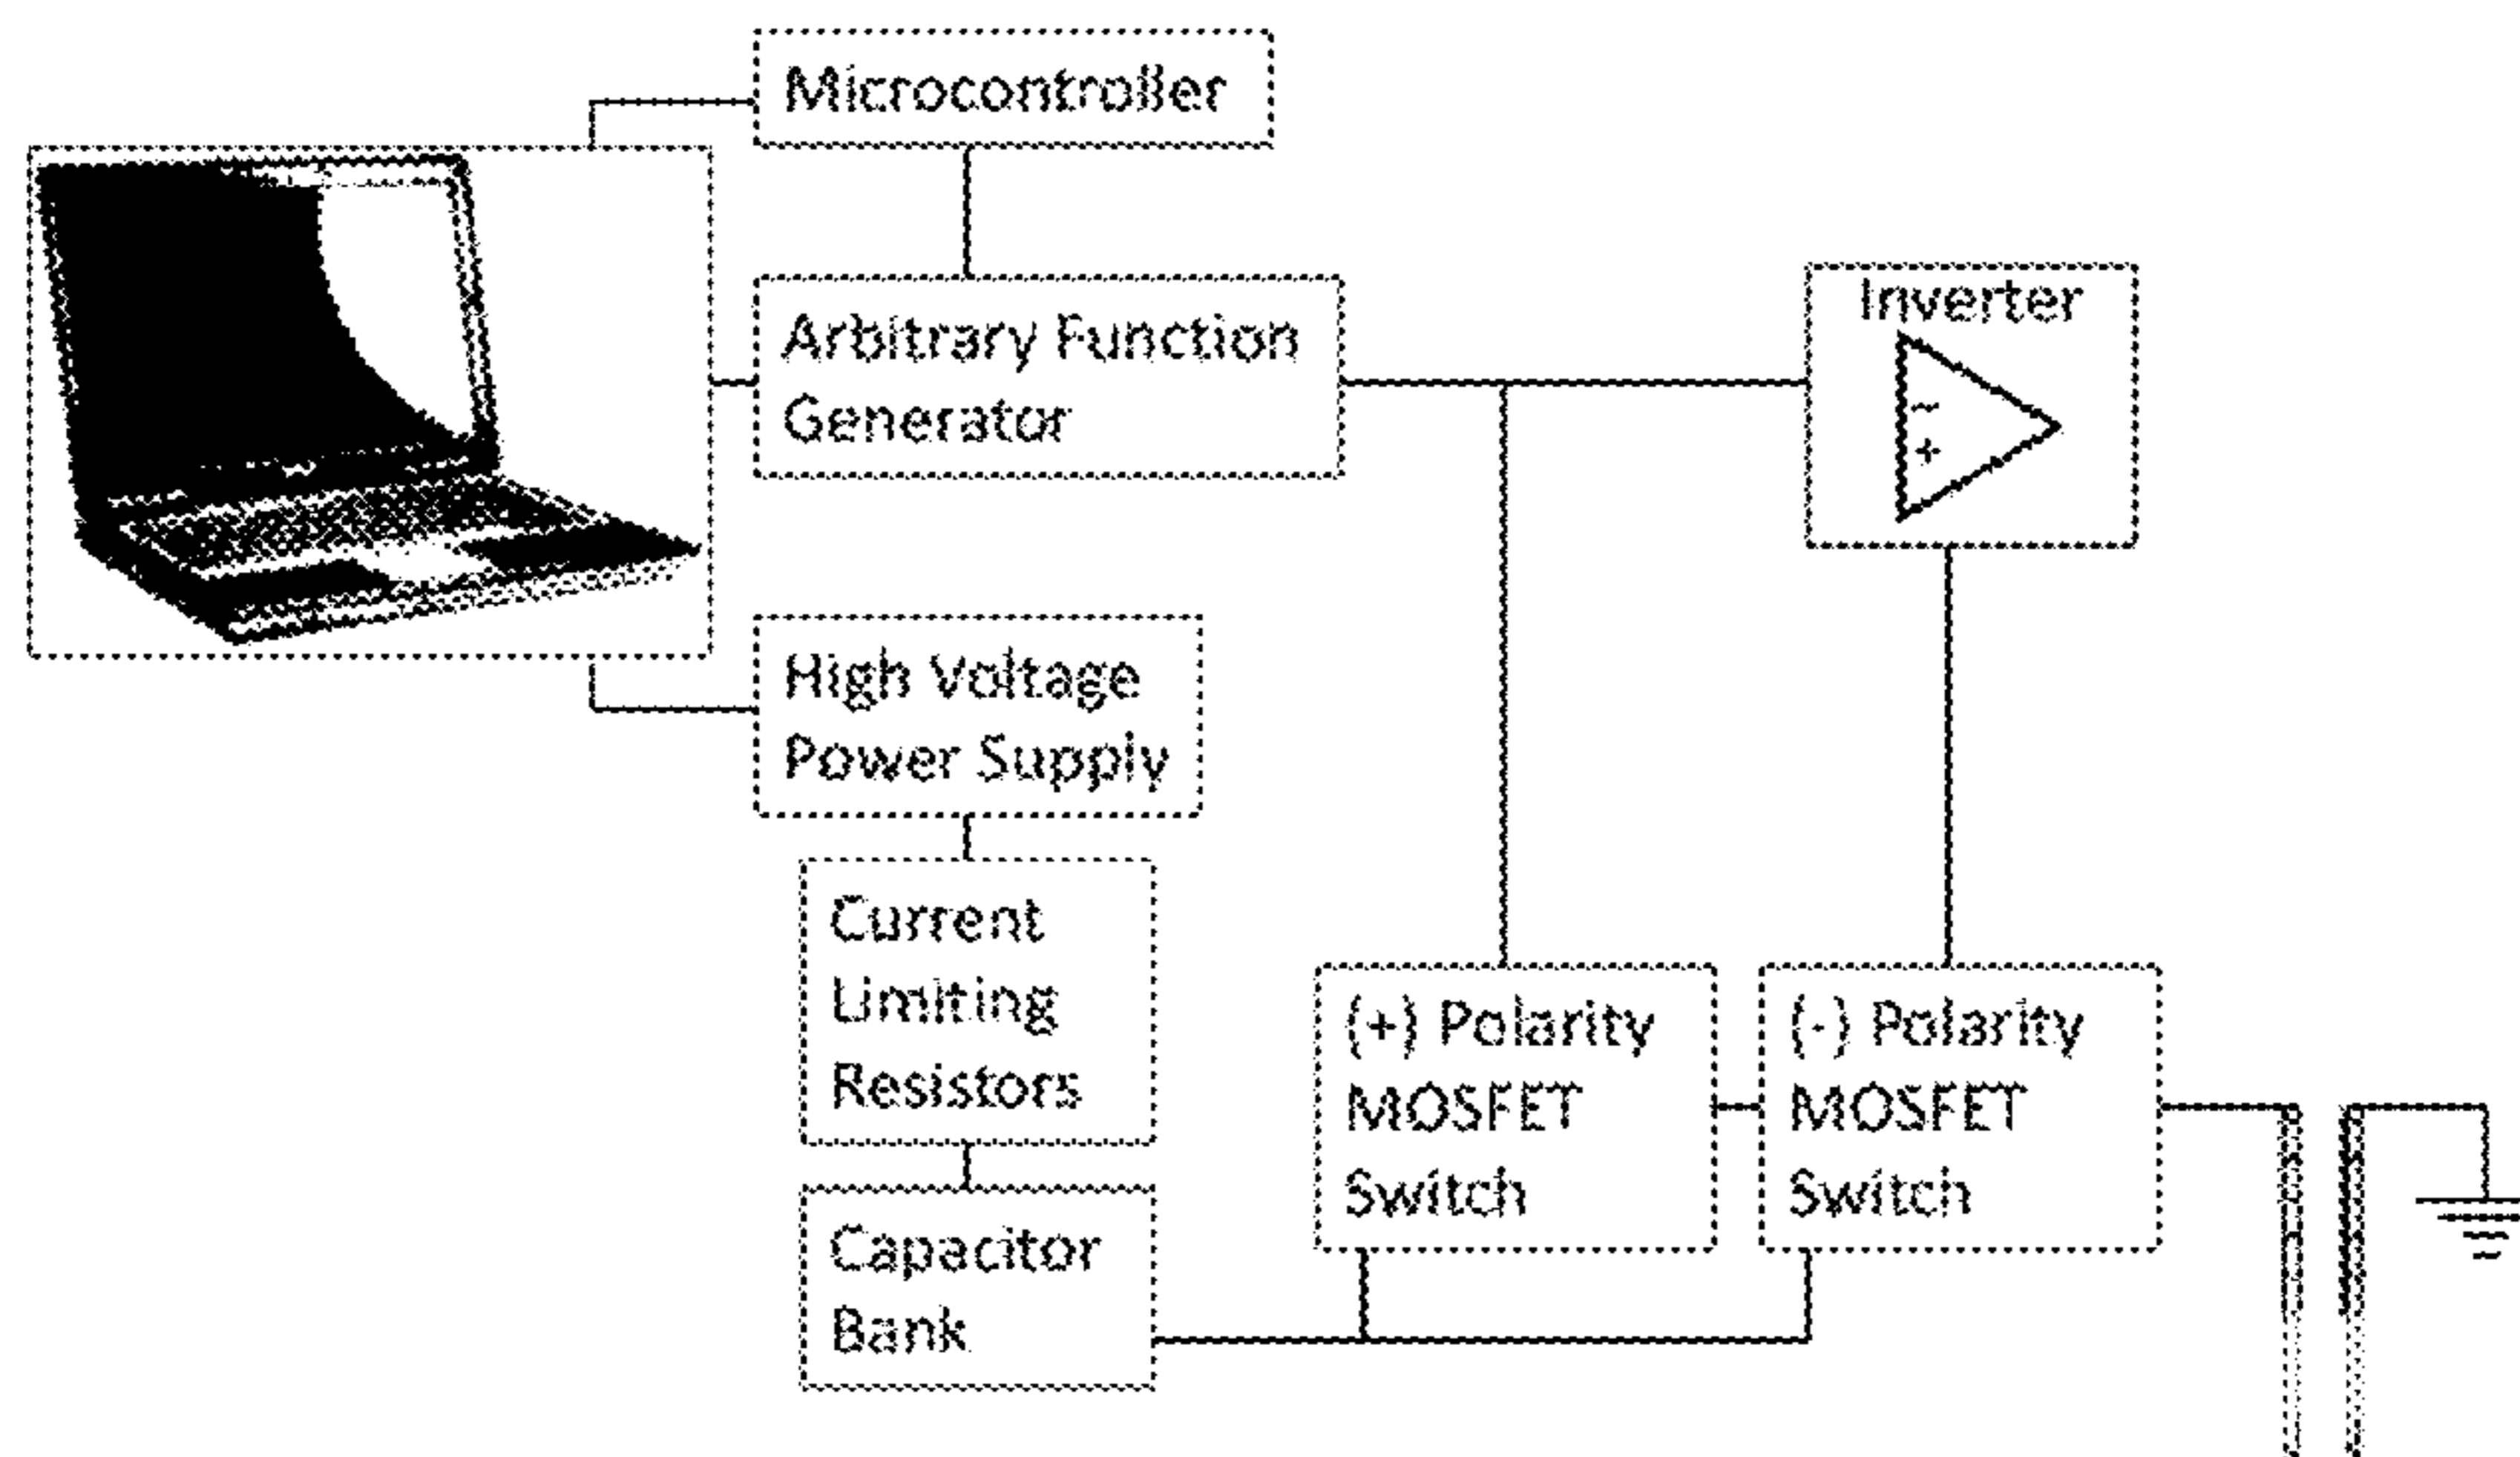 Microcontroller
Arbitrary Function
Generator
Inverter
-
+
High Voltage
Power Supply
Current
Limiting
Resistors
Capacitor
Bank
(+) Polarity
MOSFET
Switch
(-) Polarity
MOSFET
Switch